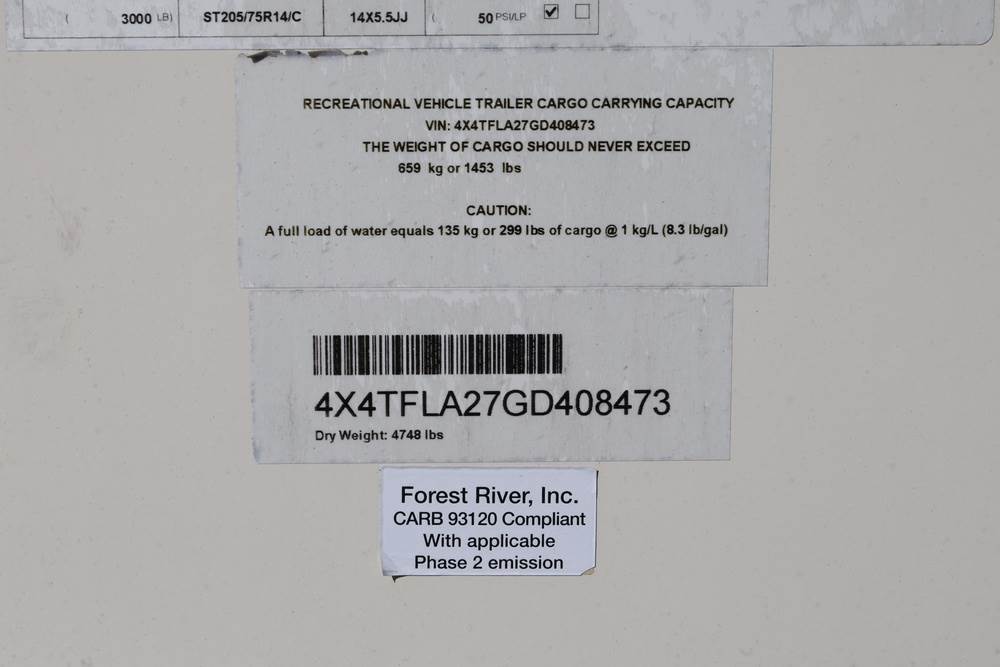 ( 3000 LB) ST205/75R14/C 14X5.5JJ ( 50 PSI/LP
RECREATIONAL VEHICLE TRAILER CARGO CARRYING CAPACITY
VIN: 4X4TFLA27GD408473
THE WEIGHT OF CARGO SHOULD NEVER EXCEED
659 kg or 1453 lbs
CAUTION:
A full load of water equals 135 kg or 299 lbs of cargo @ 1 kg/L (8.3 lb/gal)
4X4TFLA27GD408473
Dry Weight: 4748 lbs
Forest River, Inc.
CARB 93120 Compliant
With applicable
Phase 2 emission